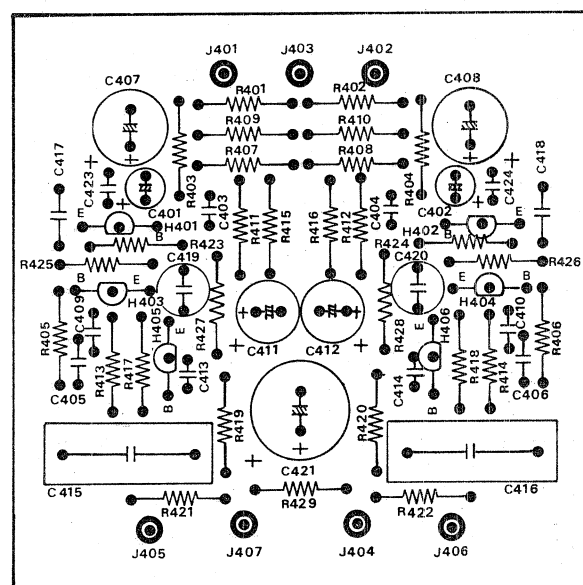 J401 J403 J402
C407 R401 R402 C408
R409 R410
R407 R408
C417 C423 + + R403 R404 + + C424 C418
C401 C403 R411 R415 R416 R412 C404 C402
E H401 B + + H402 B E
R423 R424
R425 C419 C420 R426
B E H403 E H404 B
R405 C409 H405 E R427 + C411 C412 + R428 H406 E C410 R406
C405 R413 R417 B C413 C414 B R418 R414 C406
R419 R420
C415 + C421 + C416
R421 R429 R422
J405 J407 J404 J406